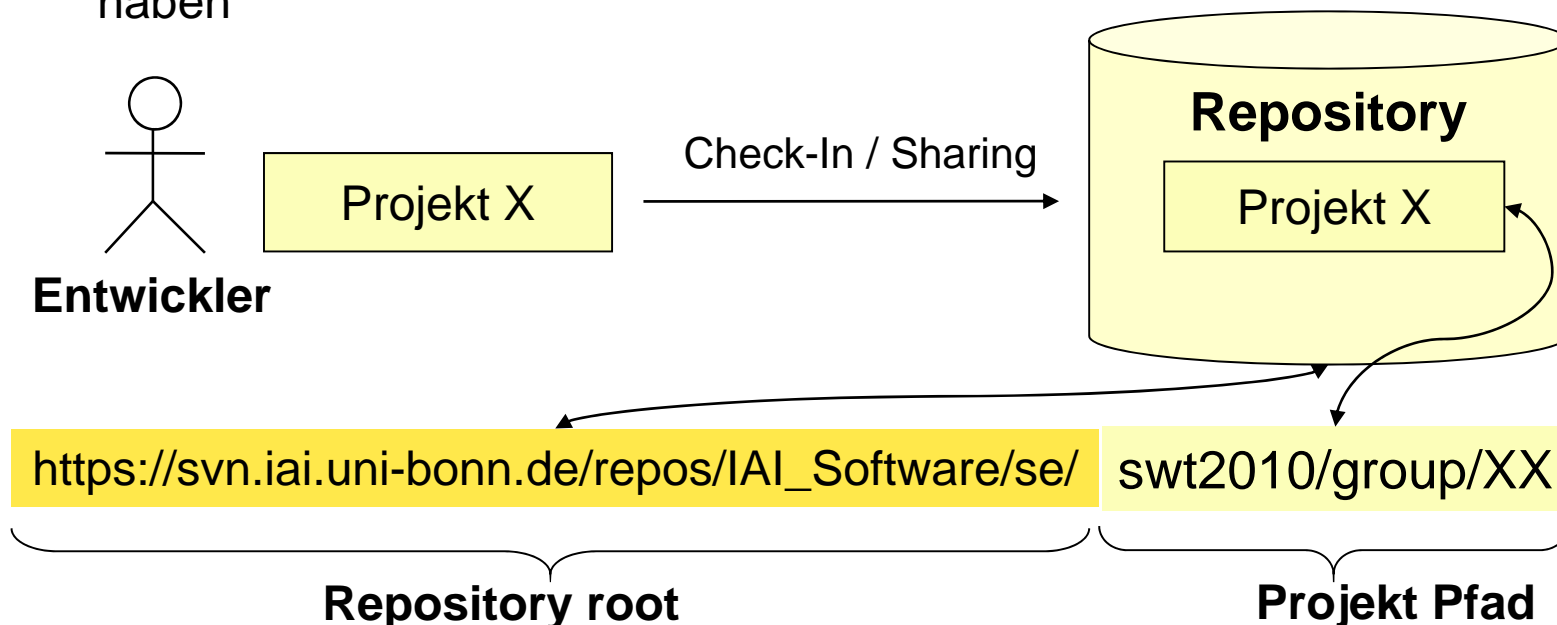 haben
Repository
Check-In / Sharing
Projekt X
Projekt X
Entwickler
https://svn.iai.uni-bonn.de/repos/IAI_Software/se/ swt2010/group/XX
Repository root
Projekt Pfad